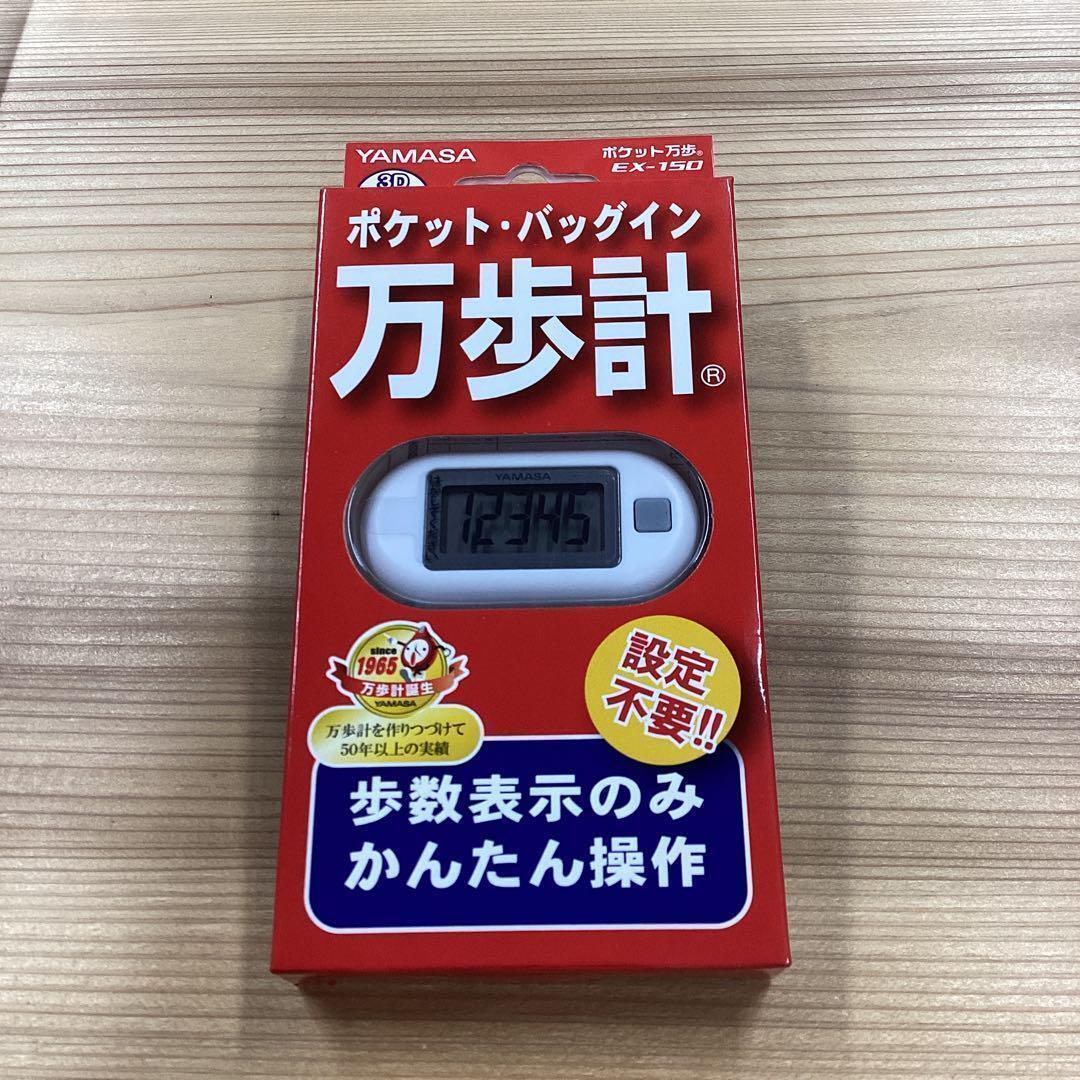 YAMASA
ポケット万歩®
EX-150
3D
ポケット・バッグイン
万歩計®
YAMASA
12345
since
1965
万歩計誕生
YAMASA
万歩計を作りつづけて
50年以上の実績
設定
不要!!
歩数表示のみ
かんたん操作